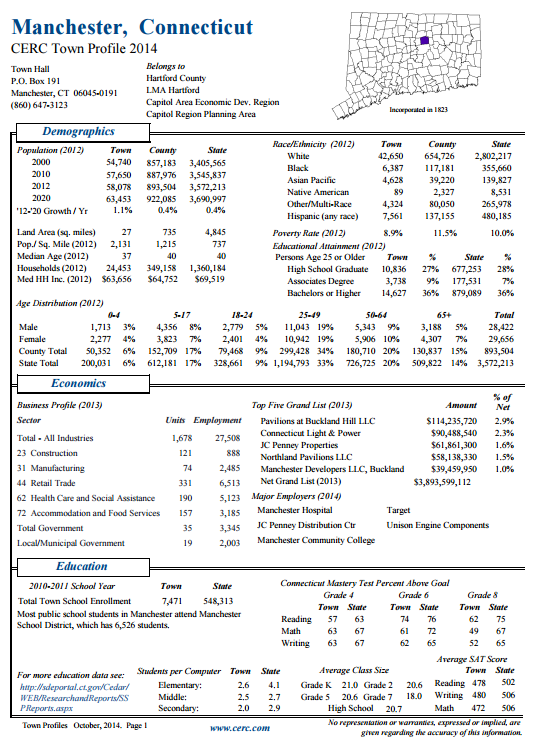 Manchester, Connecticut
CERC Town Profile 2014
Town Hall
P.O. Box 191
Manchester, CT 06045-0191
(860) 647-3123
Belongs to
Hartford County
LMA Hartford
Capitol Area Economic Dev. Region
Capitol Region Planning Area
Incorporated in 1823
Demographics
Population (2012) Town County State
2000 54,740 857,183 3,405,565
2010 57,650 887,976 3,545,837
2012 58,078 893,504 3,572,213
2020 63,453 922,085 3,690,997
'12-'20 Growth / Yr 1.1% 0.4% 0.4%
Land Area (sq. miles) 27 735 4,845
Pop./ Sq. Mile (2012) 2,131 1,215 737
Median Age (2012) 37 40 40
Households (2012) 24,453 349,158 1,360,184
Med HH Inc. (2012) $63,656 $64,752 $69,519
Race/Ethnicity (2012) Town County State
White 42,650 654,726 2,802,217
Black 6,387 117,181 355,660
Asian Pacific 4,628 39,220 139,827
Native American 89 2,327 8,531
Other/Multi-Race 4,324 80,050 265,978
Hispanic (any race) 7,561 137,155 480,185
Poverty Rate (2012) 8.9% 11.5% 10.0%
Educational Attainment (2012)
Persons Age 25 or Older Town % State %
High School Graduate 10,836 27% 677,253 28%
Associates Degree 3,738 9% 177,531 7%
Bachelors or Higher 14,627 36% 879,089 36%
Age Distribution (2012)
0-4 5-17 18-24 25-49 50-64 65+ Total
Male 1,713 3% 4,356 8% 2,779 5% 11,043 19% 5,343 9% 3,188 5% 28,422
Female 2,277 4% 3,823 7% 2,401 4% 10,942 19% 5,906 10% 4,307 7% 29,656
County Total 50,352 6% 152,709 17% 79,468 9% 299,428 34% 180,710 20% 130,837 15% 893,504
State Total 200,031 6% 612,181 17% 328,661 9% 1,194,793 33% 726,725 20% 509,822 14% 3,572,213
Economics
Business Profile (2013)
Sector Units Employment
Total - All Industries 1,678 27,508
23 Construction 121 888
31 Manufacturing 74 2,485
44 Retail Trade 331 6,513
62 Health Care and Social Assistance 190 5,123
72 Accommodation and Food Services 157 3,185
Total Government 35 3,345
Local/Municipal Government 19 2,003
Top Five Grand List (2013) Amount % of Net
Pavilions at Buckland Hill LLC $114,235,720 2.9%
Connecticut Light & Power $90,488,540 2.3%
JC Penney Properties $61,861,300 1.6%
Northland Pavilions LLC $58,138,330 1.5%
Manchester Developers LLC, Buckland $39,459,950 1.0%
Net Grand List (2013) $3,893,599,112
Major Employers (2014)
Manchester Hospital Target
JC Penney Distribution Ctr Unison Engine Components
Manchester Community College
Education
2010-2011 School Year Town State
Total Town School Enrollment 7,471 548,313
Most public school students in Manchester attend Manchester
School District, which has 6,526 students.
Connecticut Mastery Test Percent Above Goal
Grade 4 Grade 6 Grade 8
Town State Town State Town State
Reading 57 63 74 76 62 75
Math 63 67 61 72 49 67
Writing 63 67 62 65 52 65
For more education data see:
http://sdeportal.ct.gov/Cedar/
WEB/ResearchandReports/SS
PReports.aspx
Students per Computer Town State
Elementary: 2.6 4.1
Middle: 2.5 2.7
Secondary: 2.0 2.9
Average Class Size
Grade K 21.0 Grade 2 20.6
Grade 5 20.6 Grade 7 18.0
High School 20.7
Average SAT Score
Town State
Reading 478 502
Writing 480 506
Math 472 506
Town Profiles October, 2014. Page 1
www.cerc.com
No representation or warranties, expressed or implied, are
given regarding the accuracy of this information.